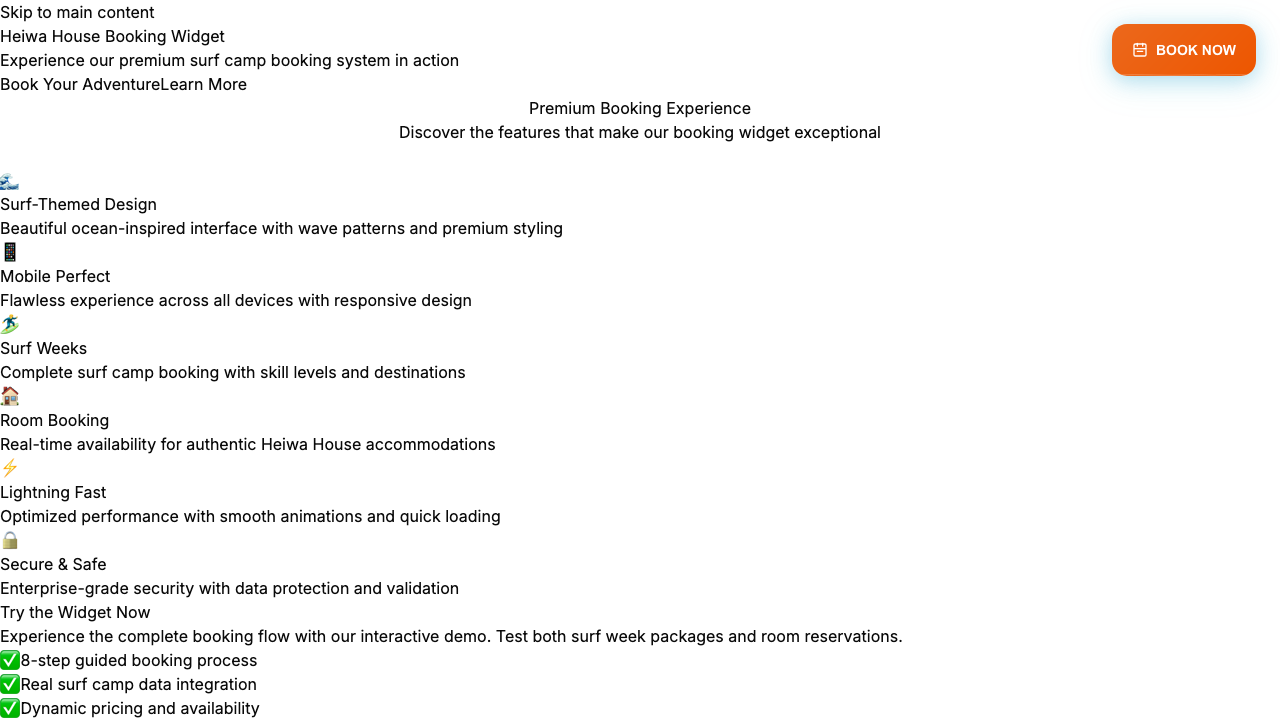 Skip to main content
Heiwa House Booking Widget
Experience our premium surf camp booking system in action
Book Your AdventureLearn More
BOOK NOW
Premium Booking Experience
Discover the features that make our booking widget exceptional
Surf-Themed Design
Beautiful ocean-inspired interface with wave patterns and premium styling
Mobile Perfect
Flawless experience across all devices with responsive design
Surf Weeks
Complete surf camp booking with skill levels and destinations
Room Booking
Real-time availability for authentic Heiwa House accommodations
Lightning Fast
Optimized performance with smooth animations and quick loading
Secure & Safe
Enterprise-grade security with data protection and validation
Try the Widget Now
Experience the complete booking flow with our interactive demo. Test both surf week packages and room reservations.
✅8-step guided booking process
✅Real surf camp data integration
✅Dynamic pricing and availability